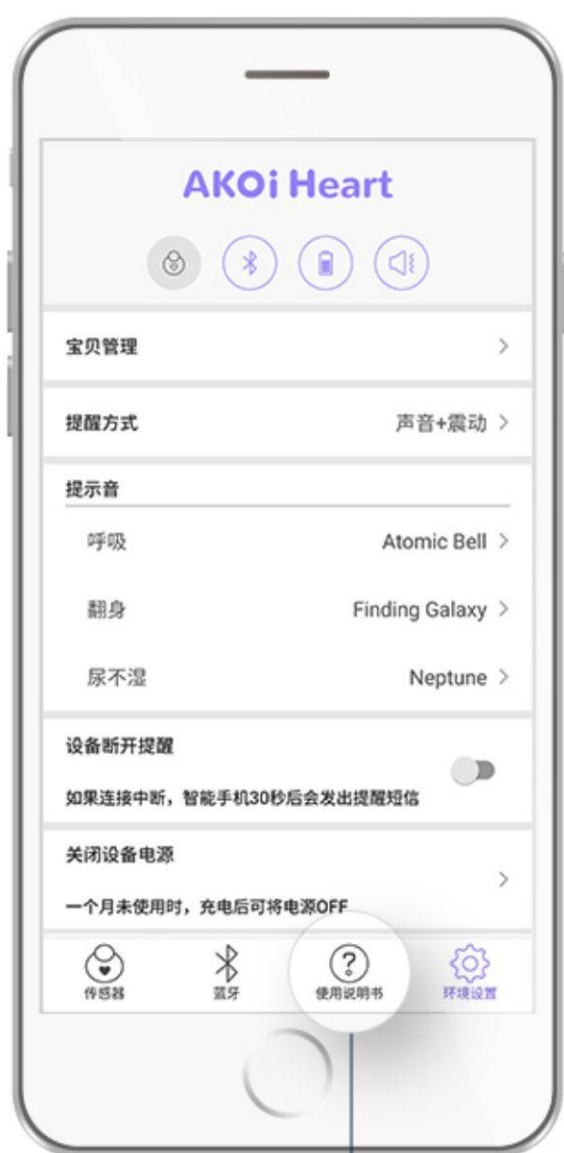 AKOi Heart
宝贝管理
提醒方式 声音+震动
提示音
呼吸 Atomic Bell
翻身 Finding Galaxy
尿不湿 Neptune
设备断开提醒
如果连接中断，智能手机30秒后会发出提醒短信
关闭设备电源
一个月未使用时，充电后可将电源OFF
传感器 蓝牙 使用说明书 环境设置